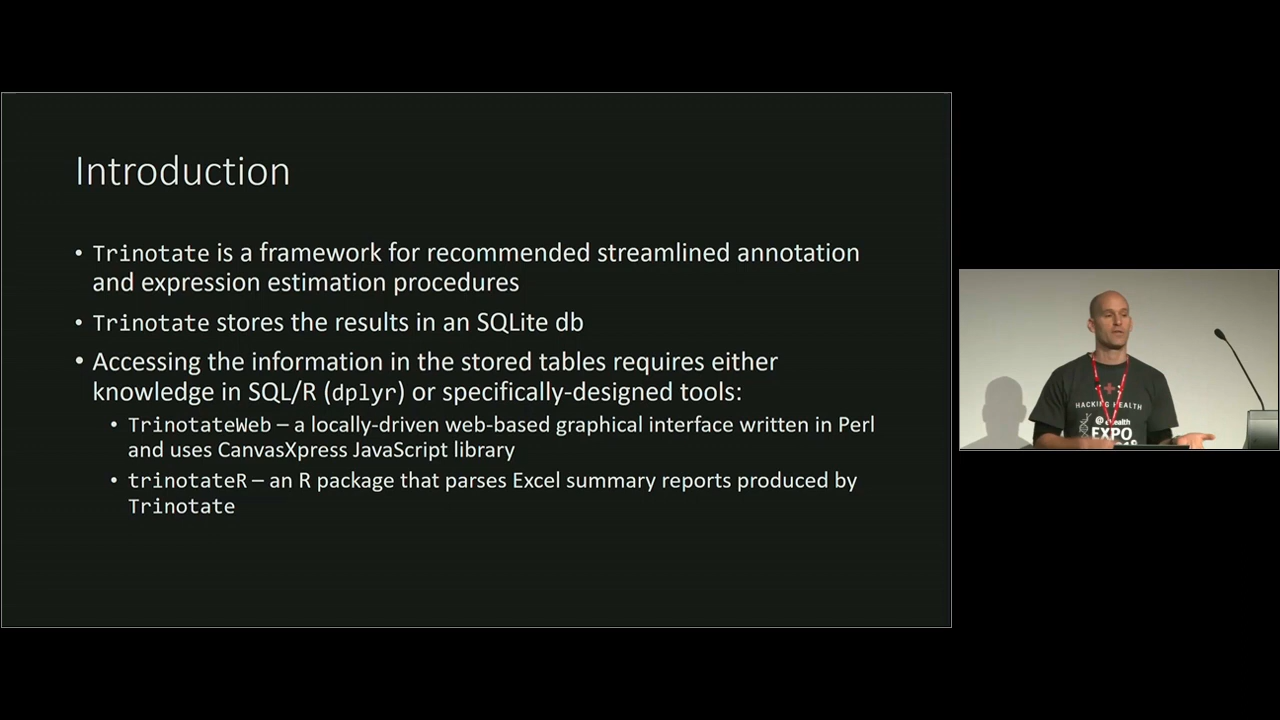 Introduction
• Trinotate is a framework for recommended streamlined annotation
and expression estimation procedures
• Trinotate stores the results in an SQLite db
• Accessing the information in the stored tables requires either
knowledge in SQL/R (dplyr) or specifically-designed tools:
• TrinotateWeb – a locally-driven web-based graphical interface written in Perl
and uses CanvasXpress JavaScript library
• trinotateR – an R package that parses Excel summary reports produced by
Trinotate
HACKING HEALTH
EXPO